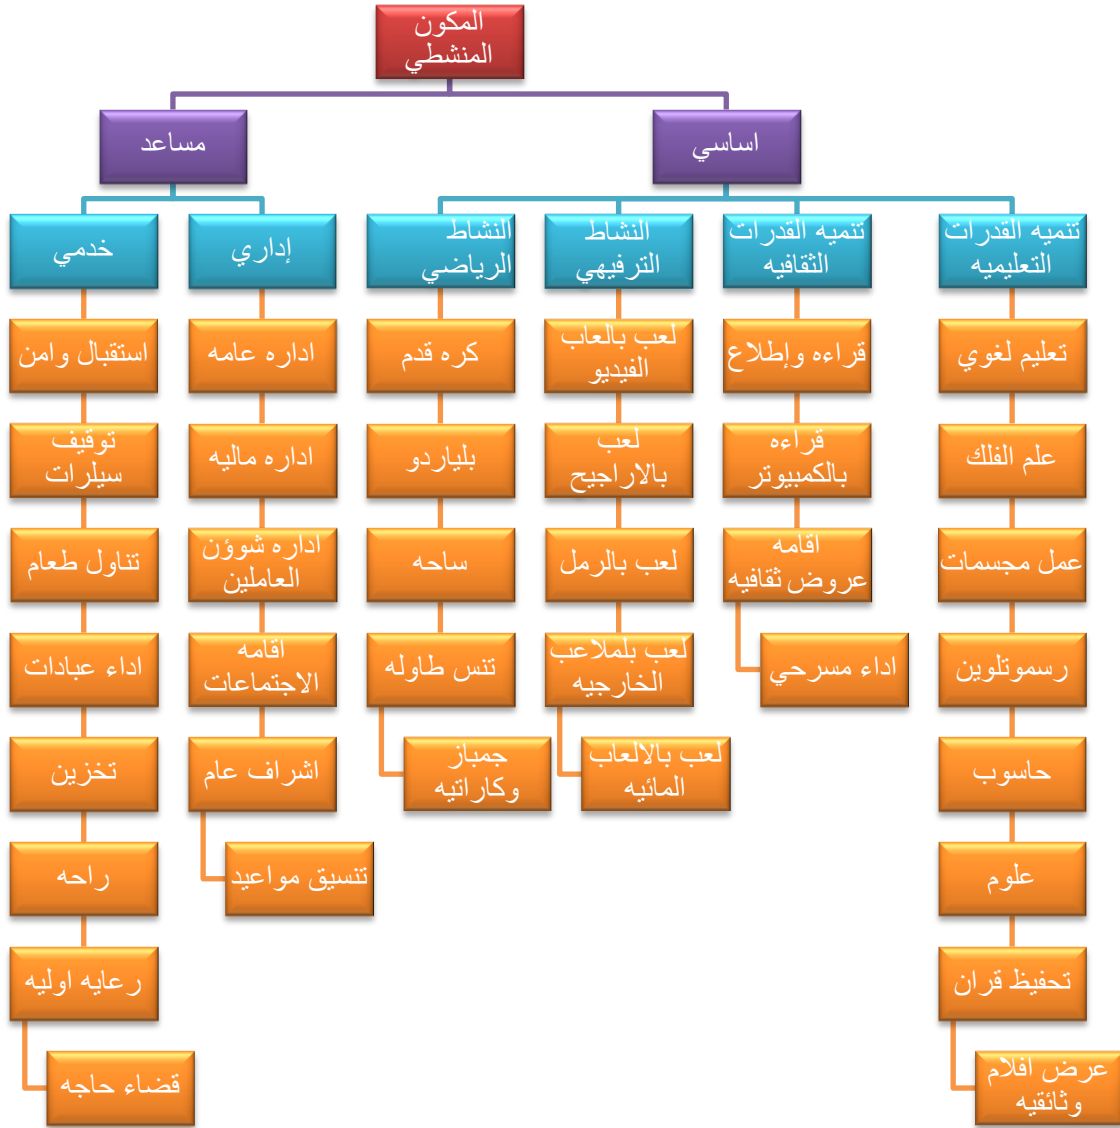 المكون
المنشطي
اساسي
مساعد
تنميه القدرات
التعليميه
تنميه القدرات
الثقافيه
النشاط
الترفيهي
النشاط
الرياضي
إداري
خدمي
تعليم لغوي
قراءه وإطلاع
لعب بالعاب
الفيديو
كره قدم
اداره عامه
استقبال وامن
علم الفلك
قراءه
بالكمبيوتر
لعب
بالاراجيح
بلياردو
اداره ماليه
توقيف
سيلرات
عمل مجسمات
اقامه
عروض ثقافيه
لعب بالرمل
ساحه
اداره شوؤن
العاملين
تناول طعام
رسموتلوين
اداء مسرحي
لعب بلملاعب
الخارجيه
تنس طاوله
اقامه
الاجتماعات
اداء عبادات
حاسوب
لعب بالالعاب
المائيه
جمباز
وكاراتيه
اشراف عام
تخزين
علوم
تنسيق مواعيد
راحه
تحفيظ قران
رعايه اوليه
عرض افلام
وثائقيه
قضاء حاجه